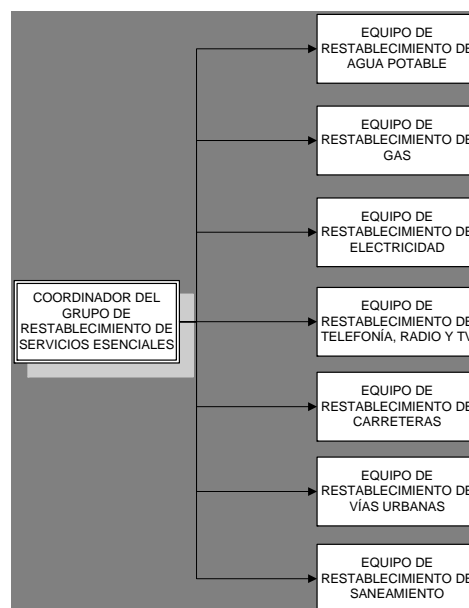 EQUIPO DE
RESTABLECIMIENTO DE
AGUA POTABLE
EQUIPO DE
RESTABLECIMIENTO DE
GAS
EQUIPO DE
RESTABLECIMIENTO DE
ELECTRICIDAD
COORDINADOR DEL
GRUPO DE
RESTABLECIMIENTO DE
SERVICIOS ESENCIALES
EQUIPO DE
RESTABLECIMIENTO DE
TELEFONÍA, RADIO Y TV
EQUIPO DE
RESTABLECIMIENTO DE
CARRETERAS
EQUIPO DE
RESTABLECIMIENTO DE
VÍAS URBANAS
EQUIPO DE
RESTABLECIMIENTO DE
SANEAMIENTO